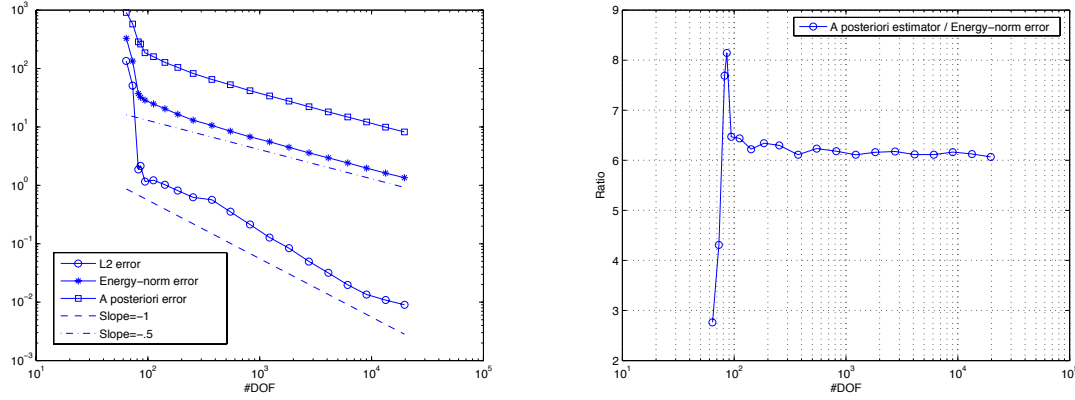 10^3
10^2
10^1
10^0
10^−1
10^−2
10^−3
L2 error
Energy−norm error
A posteriori error
Slope=−1
Slope=−.5
10^1
10^2
10^3
10^4
10^5
#DOF
9
8
7
6
5
4
3
2
Ratio
A posteriori estimator / Energy−norm error
10^1
10^2
10^3
10^4
10^5
#DOF